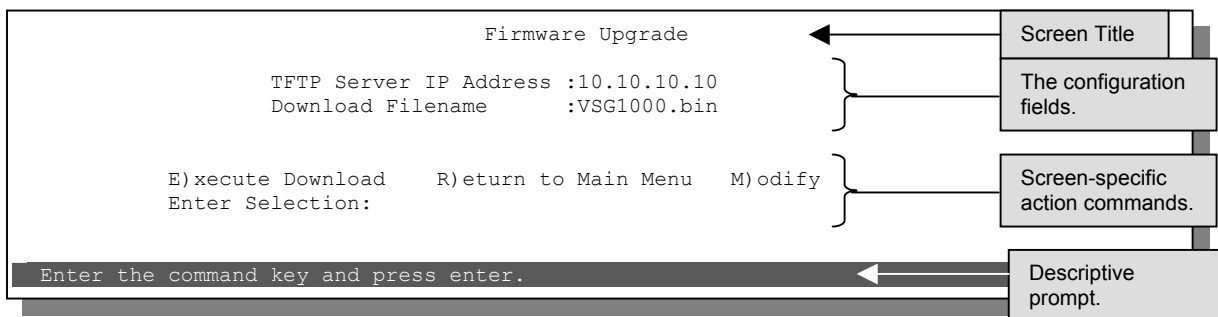 Firmware Upgrade
Screen Title
TFTP Server IP Address :10.10.10.10
Download Filename :VSG1000.bin
The configuration
fields.
E)xecute Download R)eturn to Main Menu M)odify
Enter Selection:
Screen-specific
action commands.
Enter the command key and press enter.
Descriptive
prompt.